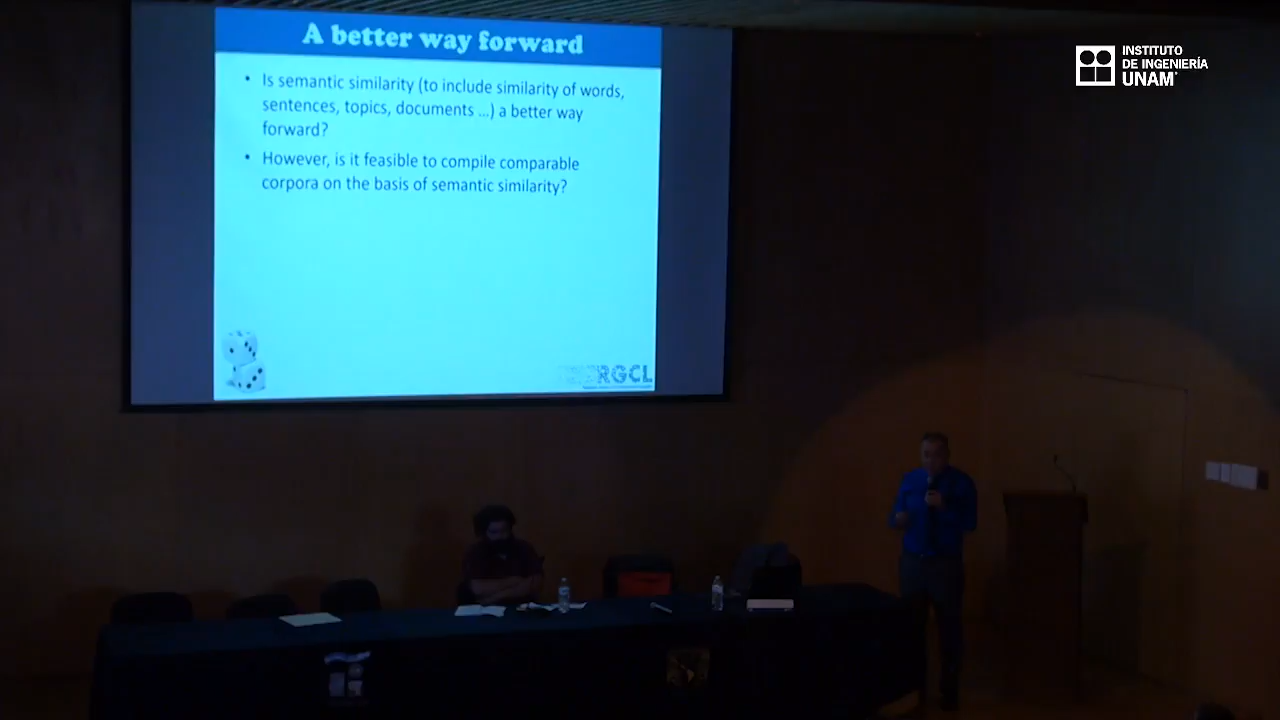 A better way forward
• Is semantic similarity (to include similarity of words,
sentences, topics, documents ...) a better way
forward?
• However, is it feasible to compile comparable
corpora on the basis of semantic similarity?
RGCL
INSTITUTO
DE INGENIERÍA
UNAM